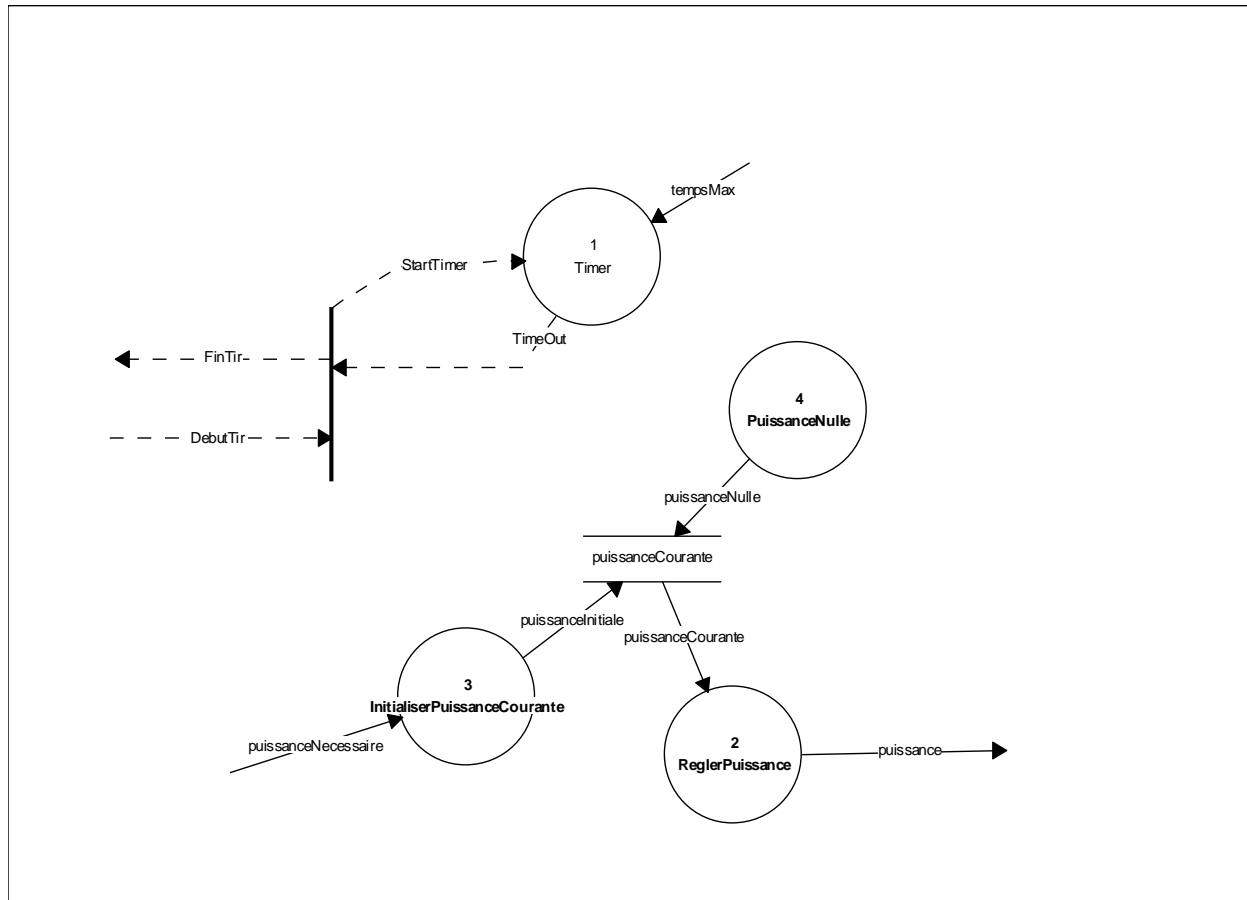 tempsMax
1
Timer
StartTimer
TimeOut
FinTir
DebutTir
4
PuissanceNulle
puissanceNulle
puissanceCourante
puissanceInitiale
puissanceCourante
3
InitialiserPuissanceCourante
puissanceNecessaire
2
ReglerPuissance
puissance